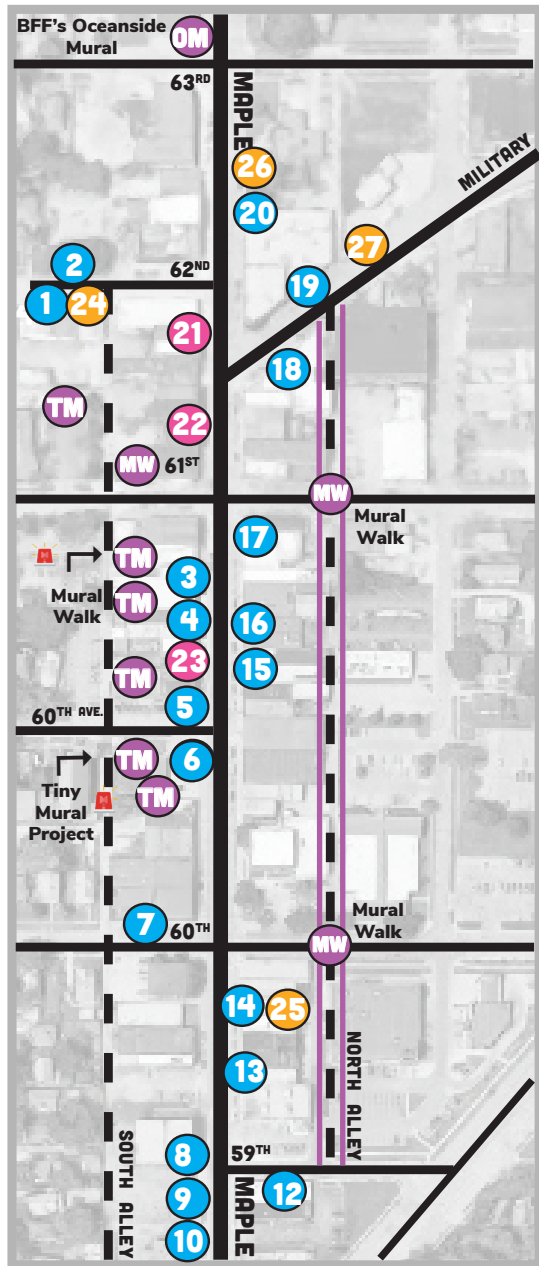 BFF's Oceanside
Mural
OM
63RD
MAPLE
MILITARY
26
20
27
2
62ND
19
1
24
21
18
TM
22
MW
61ST
MW
Mural
Walk
17
TM
Mural
Walk
3
TM
4
16
23
15
TM
5
60TH AVE.
TM
6
Tiny
Mural
Project
TM
7
60TH
Mural
Walk
MW
14
25
13
NORTH ALLEY
SOUTH ALLEY
8
59TH
12
9
MAPLE
10